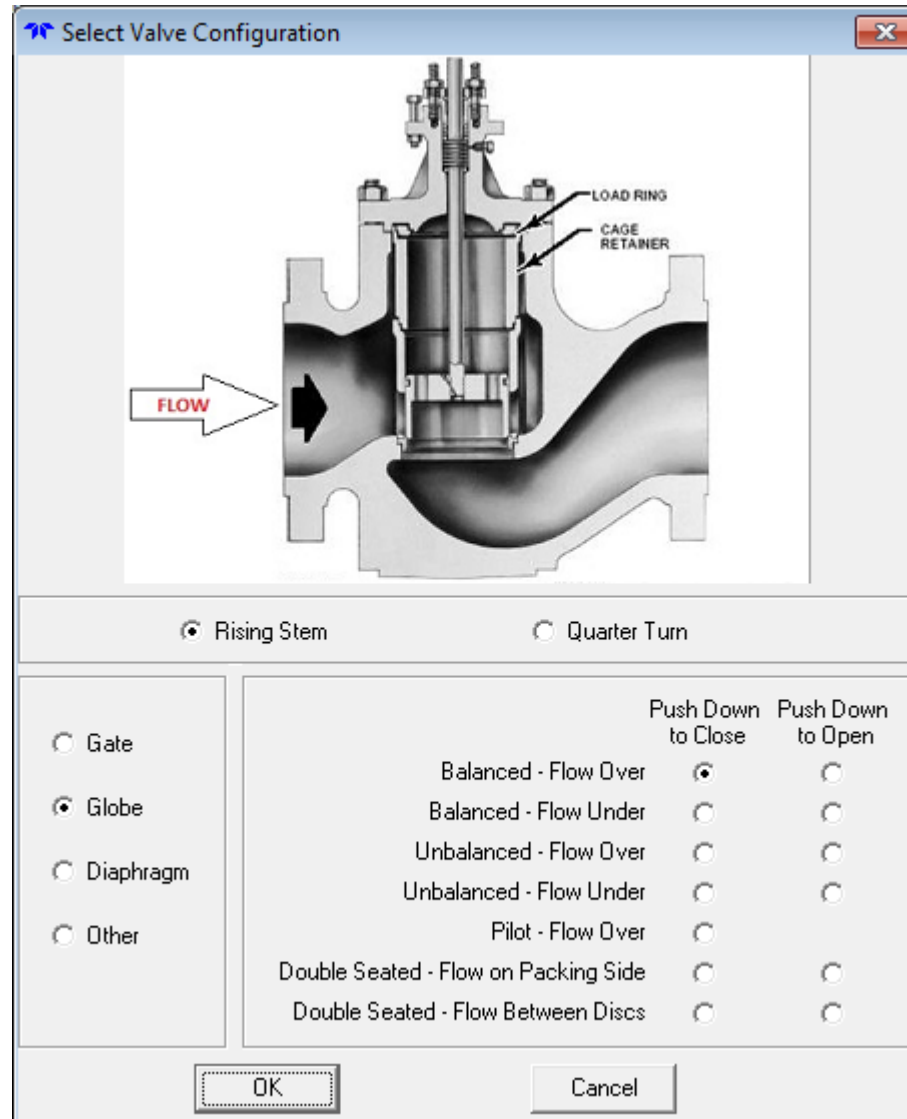 Select Valve Configuration
LOAD RING
CAGE
RETAINER
FLOW
Rising Stem
Quarter Turn
Gate
Globe
Diaphragm
Other
Push Down
to Close
Push Down
to Open
Balanced - Flow Over
Balanced - Flow Under
Unbalanced - Flow Over
Unbalanced - Flow Under
Pilot - Flow Over
Double Seated - Flow on Packing Side
Double Seated - Flow Between Discs
OK
Cancel